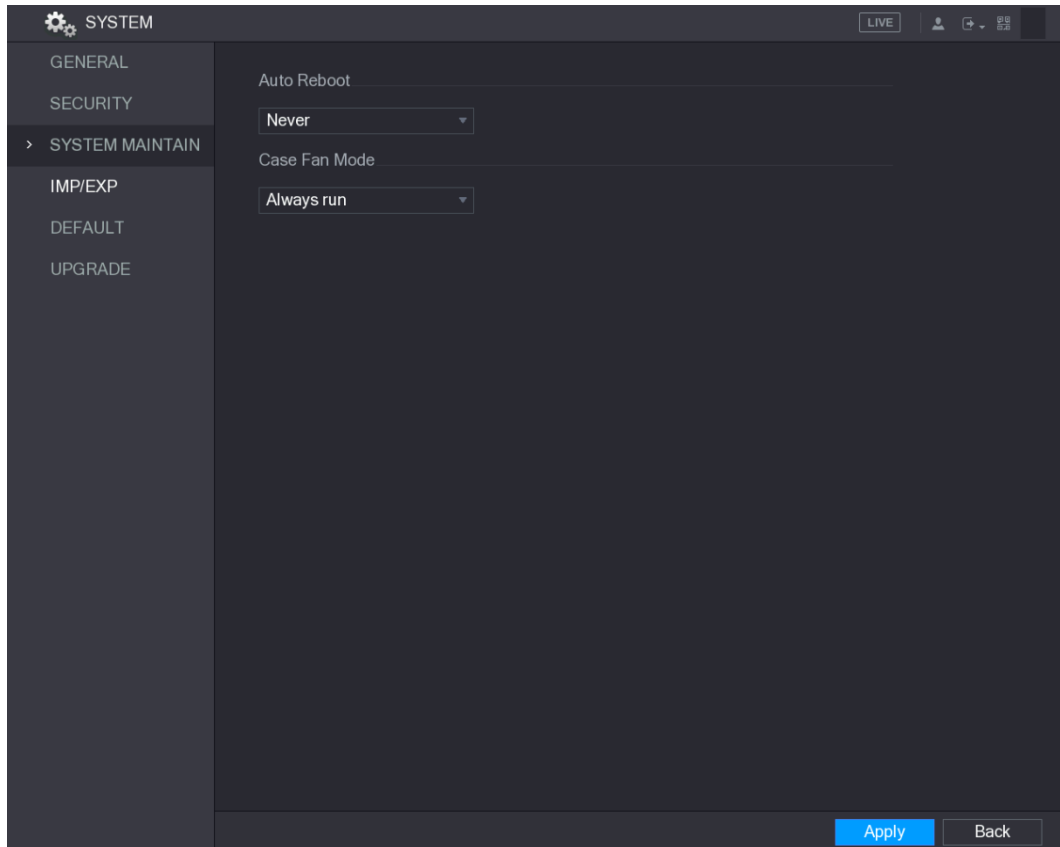 SYSTEM
LIVE
GENERAL
SECURITY
SYSTEM MAINTAIN
IMP/EXP
DEFAULT
UPGRADE
Auto Reboot
Never
Case Fan Mode
Always run
Apply
Back